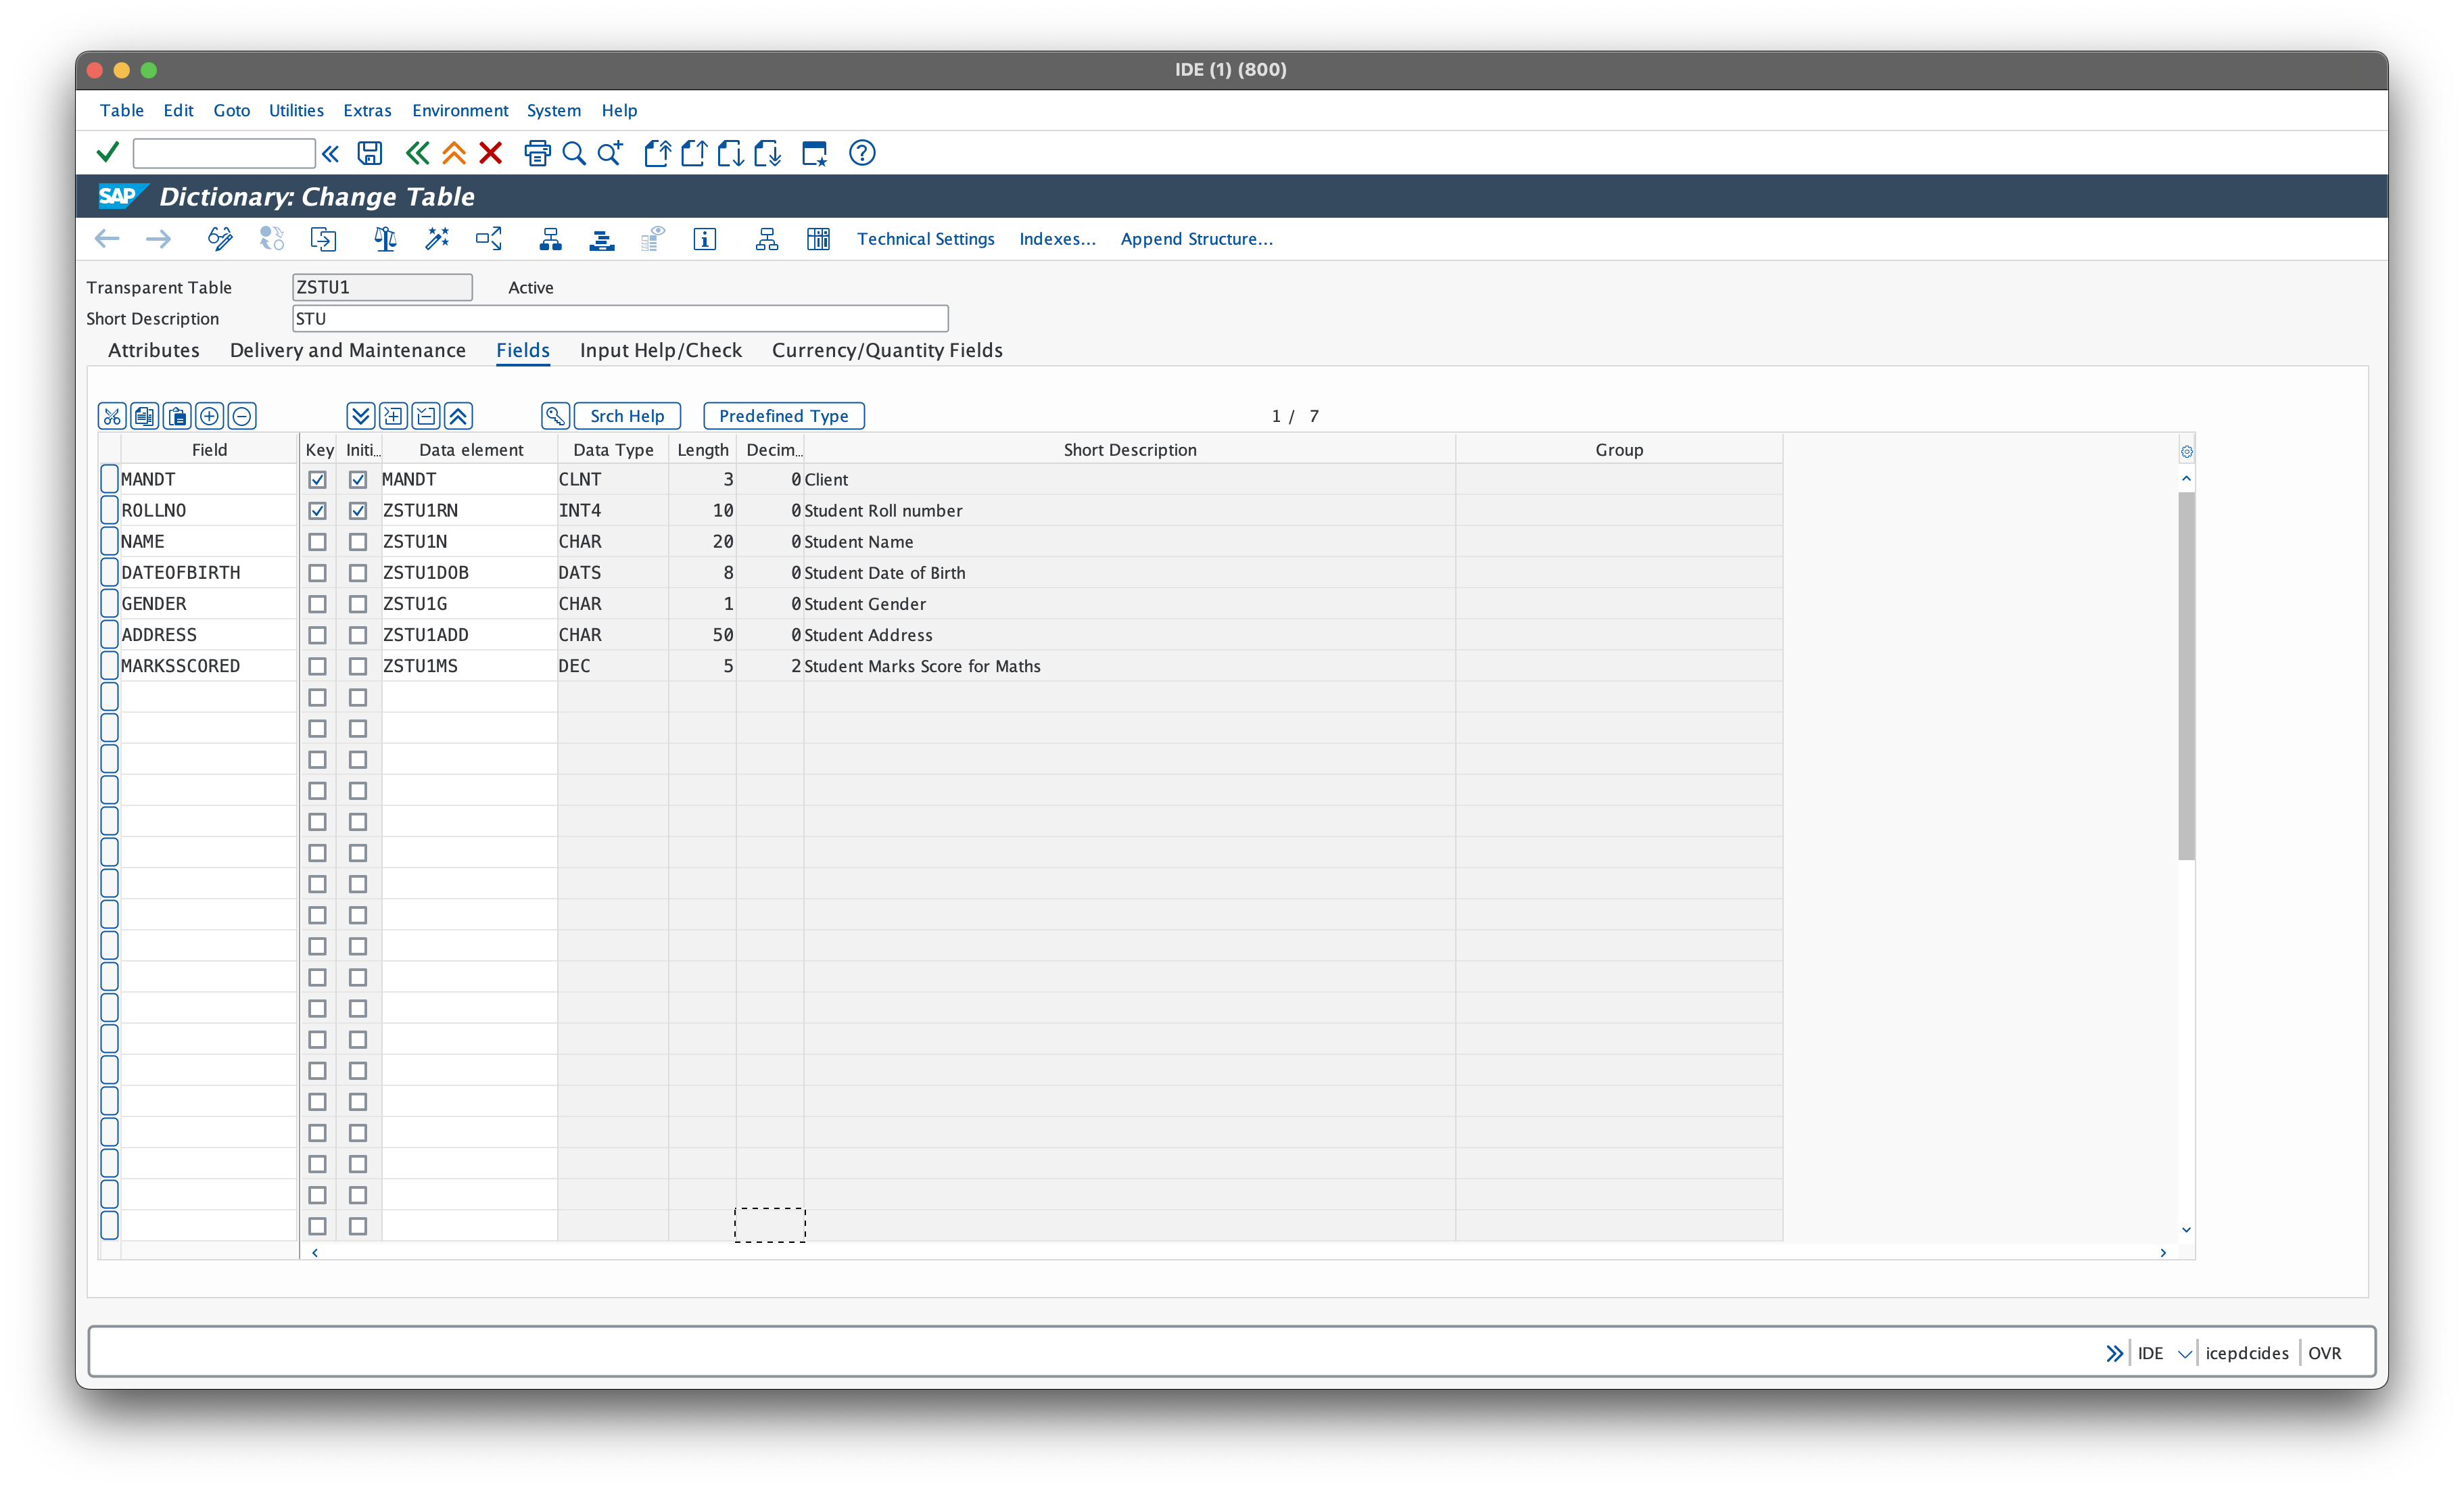 IDE (1) (800)
Table Edit Goto Utilities Extras Environment System Help
SAP Dictionary: Change Table
Technical Settings Indexes... Append Structure...
Transparent Table ZSTU1 Active
Short Description STU
Attributes Delivery and Maintenance Fields Input Help/Check Currency/Quantity Fields
Srch Help Predefined Type 1 / 7
Field Key Initi... Data element Data Type Length Decim... Short Description Group
MANDT MANDT CLNT 3 0 Client
ROLLNO ZSTU1RN INT4 10 0 Student Roll number
NAME ZSTU1N CHAR 20 0 Student Name
DATEOFBIRTH ZSTU1DOB DATS 8 0 Student Date of Birth
GENDER ZSTU1G CHAR 1 0 Student Gender
ADDRESS ZSTU1ADD CHAR 50 0 Student Address
MARKSSCORED ZSTU1MS DEC 5 2 Student Marks Score for Maths
IDE icepdcides OVR